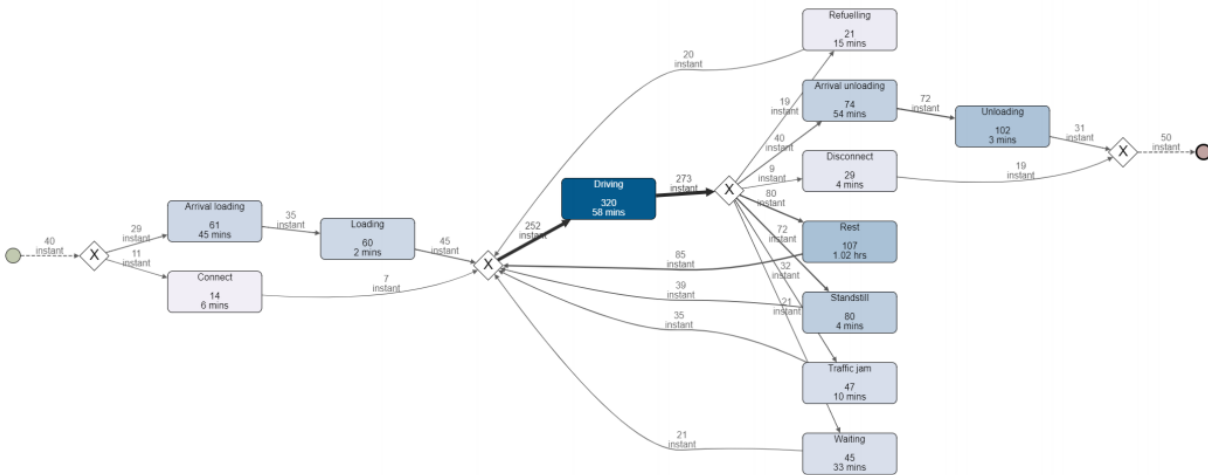 40
instant
X
29
instant
11
instant
Arrival loading
61
45 mins
35
instant
Loading
60
2 mins
45
instant
Connect
14
6 mins
7
instant
X
252
instant
Driving
320
58 mins
273
instant
X
20
instant
19
instant
40
instant
9
instant
80
instant
72
instant
32
instant
21
instant
85
instant
39
instant
35
instant
21
instant
Refuelling
21
15 mins
Arrival unloading
74
54 mins
72
instant
Unloading
102
3 mins
31
instant
Disconnect
29
4 mins
19
instant
X
50
instant
Rest
107
1.02 hrs
Standstill
80
4 mins
Traffic jam
47
10 mins
Waiting
45
33 mins